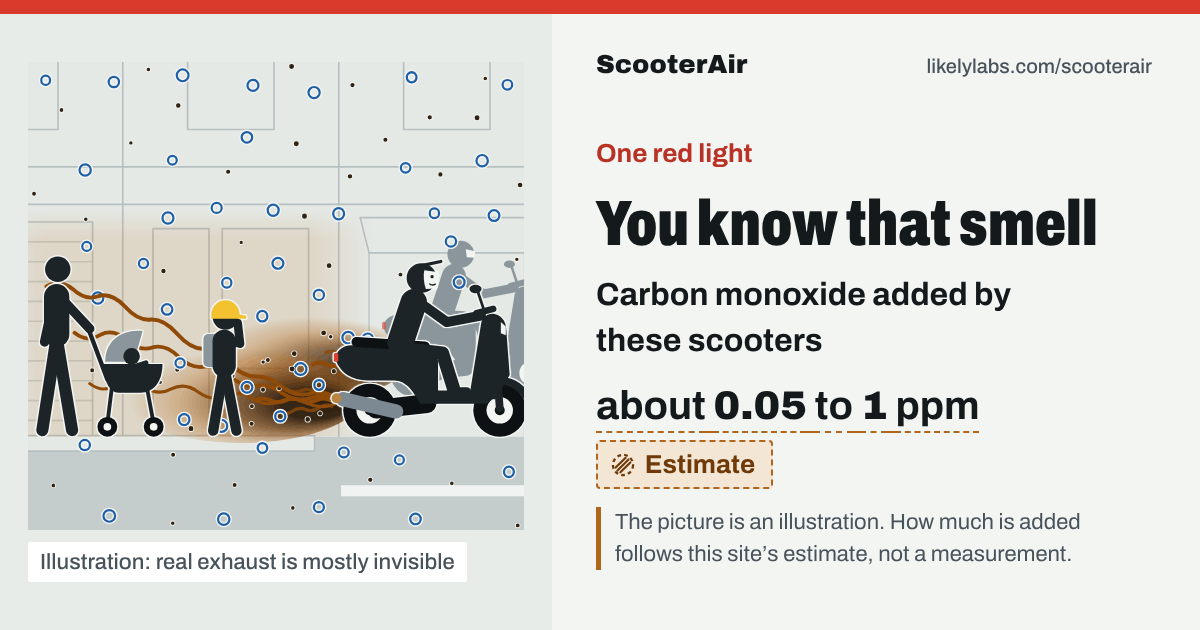 ScooterAir
likelylabs.com/scooterair
One red light
You know that smell
Carbon monoxide added by
these scooters
about 0.05 to 1 ppm
Estimate
The picture is an illustration. How much is added
follows this site’s estimate, not a measurement.
Illustration: real exhaust is mostly invisible